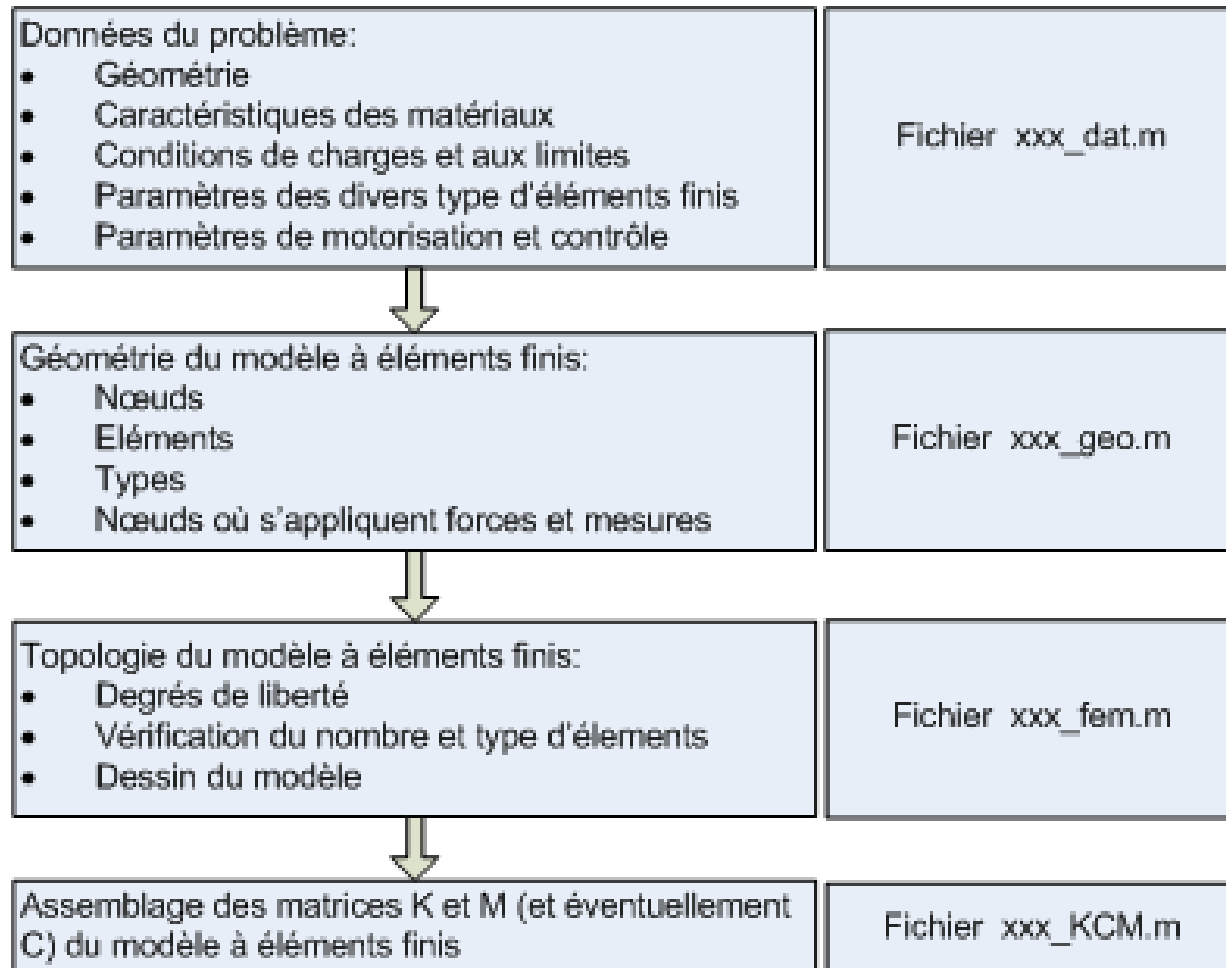 Données du problème:
• Géométrie
• Caractéristiques des matériaux
• Conditions de charges et aux limites
• Paramètres des divers type d'éléments finis
• Paramètres de motorisation et contrôle
Fichier xxx_dat.m
Géométrie du modèle à éléments finis:
• Nœuds
• Eléments
• Types
• Nœuds où s'appliquent forces et mesures
Fichier xxx_geo.m
Topologie du modèle à éléments finis:
• Degrés de liberté
• Vérification du nombre et type d'élements
• Dessin du modèle
Fichier xxx_fem.m
Assemblage des matrices K et M (et éventuellement
C) du modèle à éléments finis
Fichier xxx_KCM.m